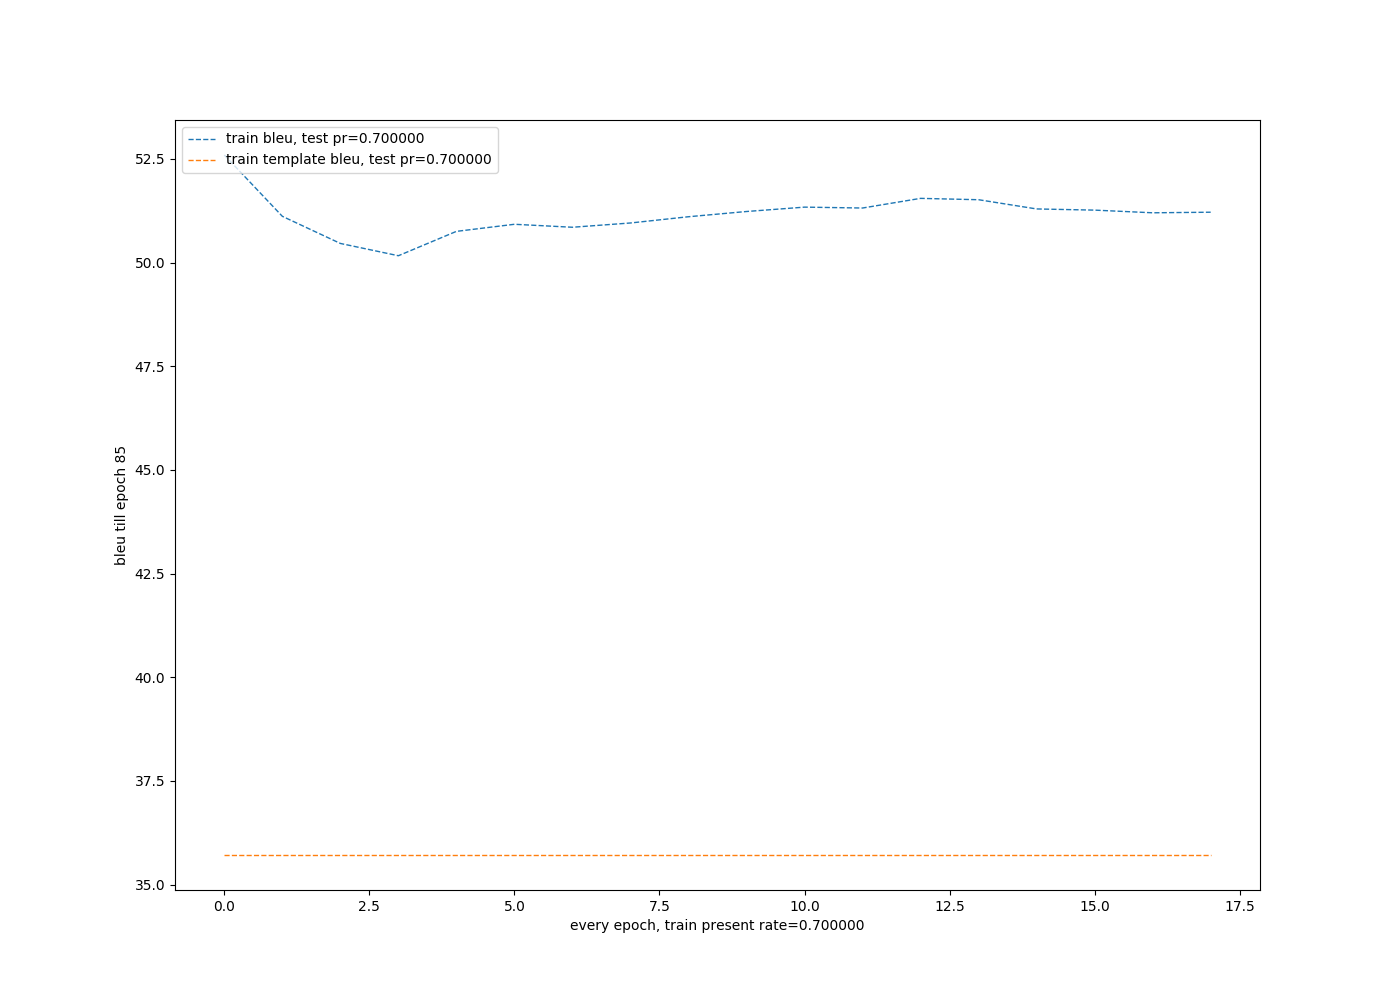 train bleu, test pr=0.700000
train template bleu, test pr=0.700000
52.5
50.0
47.5
45.0
42.5
40.0
37.5
35.0
bleu till epoch 85
0.0 2.5 5.0 7.5 10.0 12.5 15.0 17.5
every epoch, train present rate=0.700000